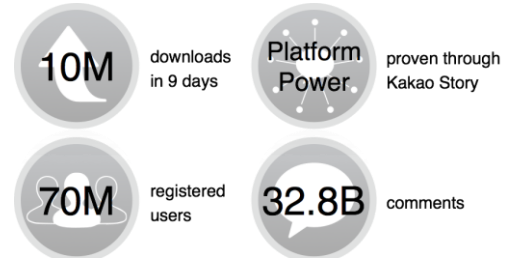 10M
downloads
in 9 days
Platform
Power
proven through
Kakao Story
70M
registered
users
32.8B
comments